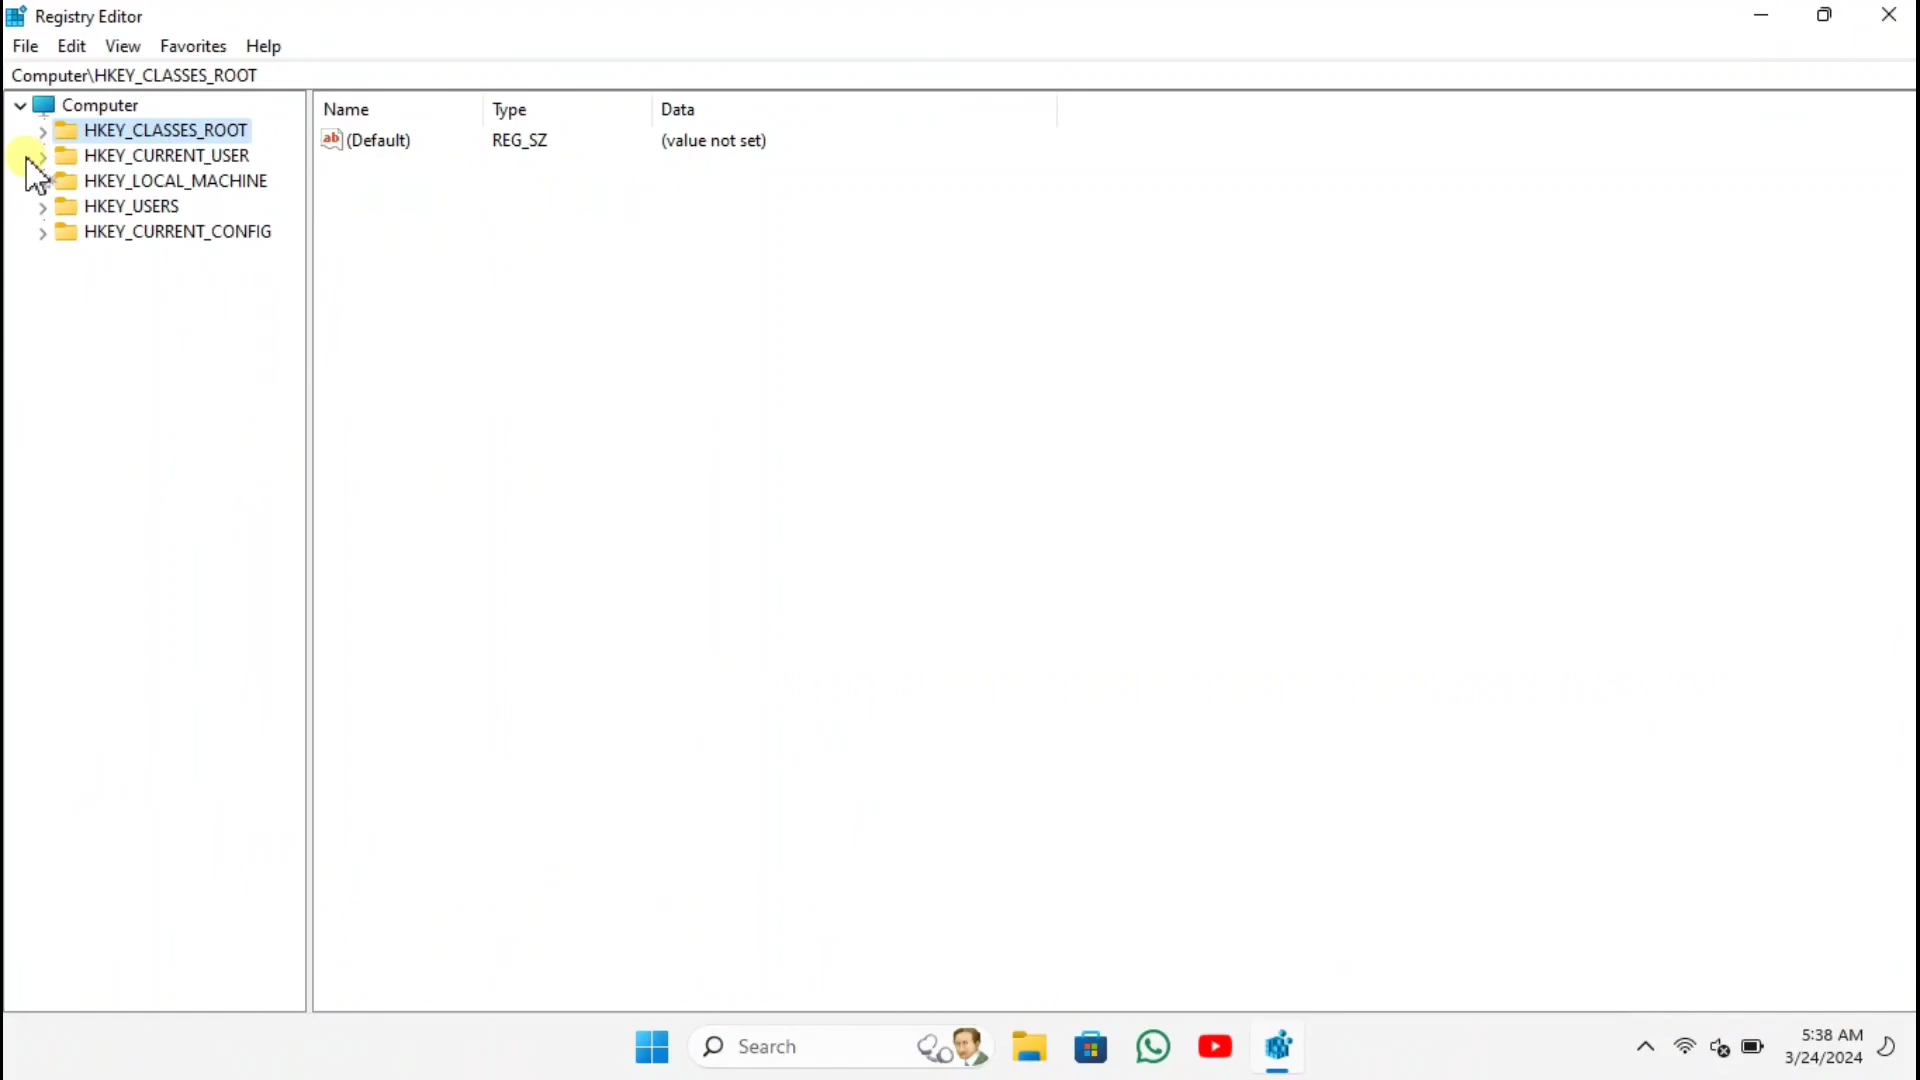 Registry Editor
File Edit View Favorites Help
Computer\HKEY_CLASSES_ROOT
Computer
HKEY_CLASSES_ROOT
HKEY_CURRENT_USER
HKEY_LOCAL_MACHINE
HKEY_USERS
HKEY_CURRENT_CONFIG
Name Type Data
ab (Default) REG_SZ (value not set)
Search
5:38 AM
3/24/2024